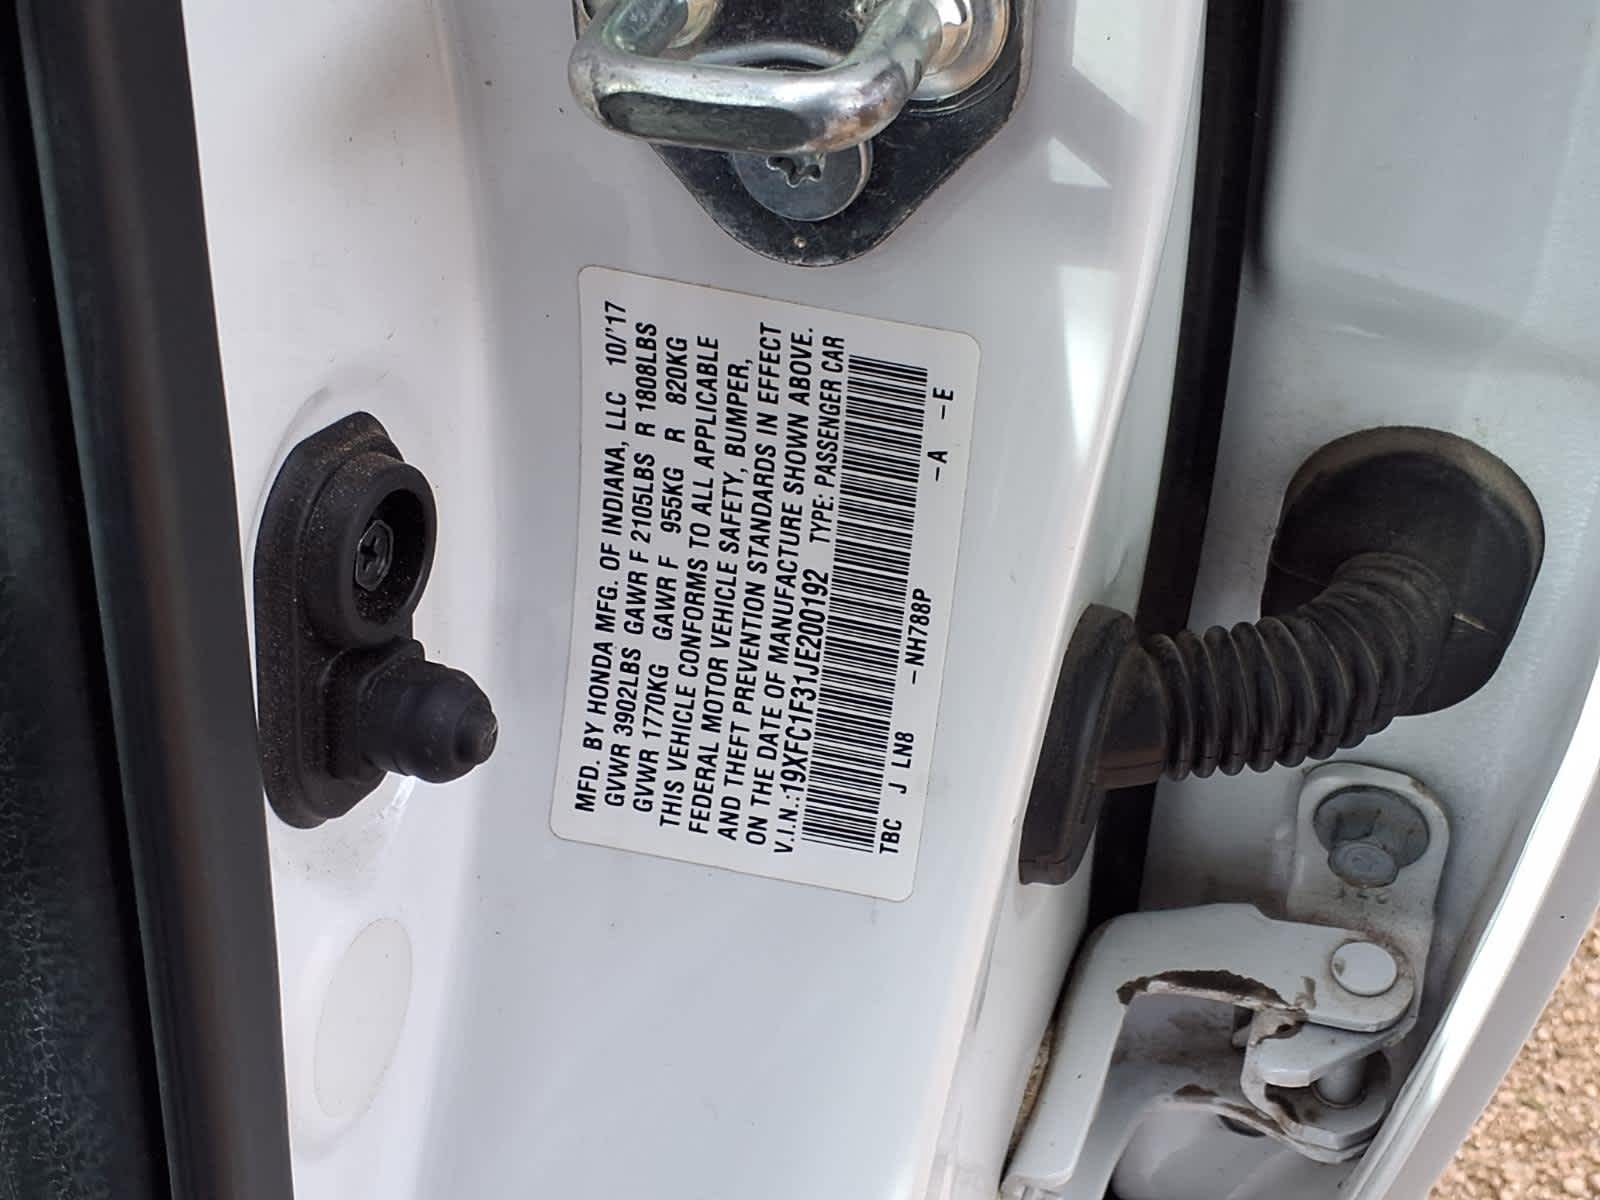 MFD. BY HONDA MFG. OF INDIANA, LLC 10/'17
GVWR 3902LBS GAWR F 2105LBS R 1808LBS
GVWR 1770KG GAWR F 955KG R 820KG
THIS VEHICLE CONFORMS TO ALL APPLICABLE
FEDERAL MOTOR VEHICLE SAFETY, BUMPER,
AND THEFT PREVENTION STANDARDS IN EFFECT
ON THE DATE OF MANUFACTURE SHOWN ABOVE.
V.I.N.:19XFC1F31JE200192 TYPE: PASSENGER CAR
TBC J LN8 - NH788P -A -E